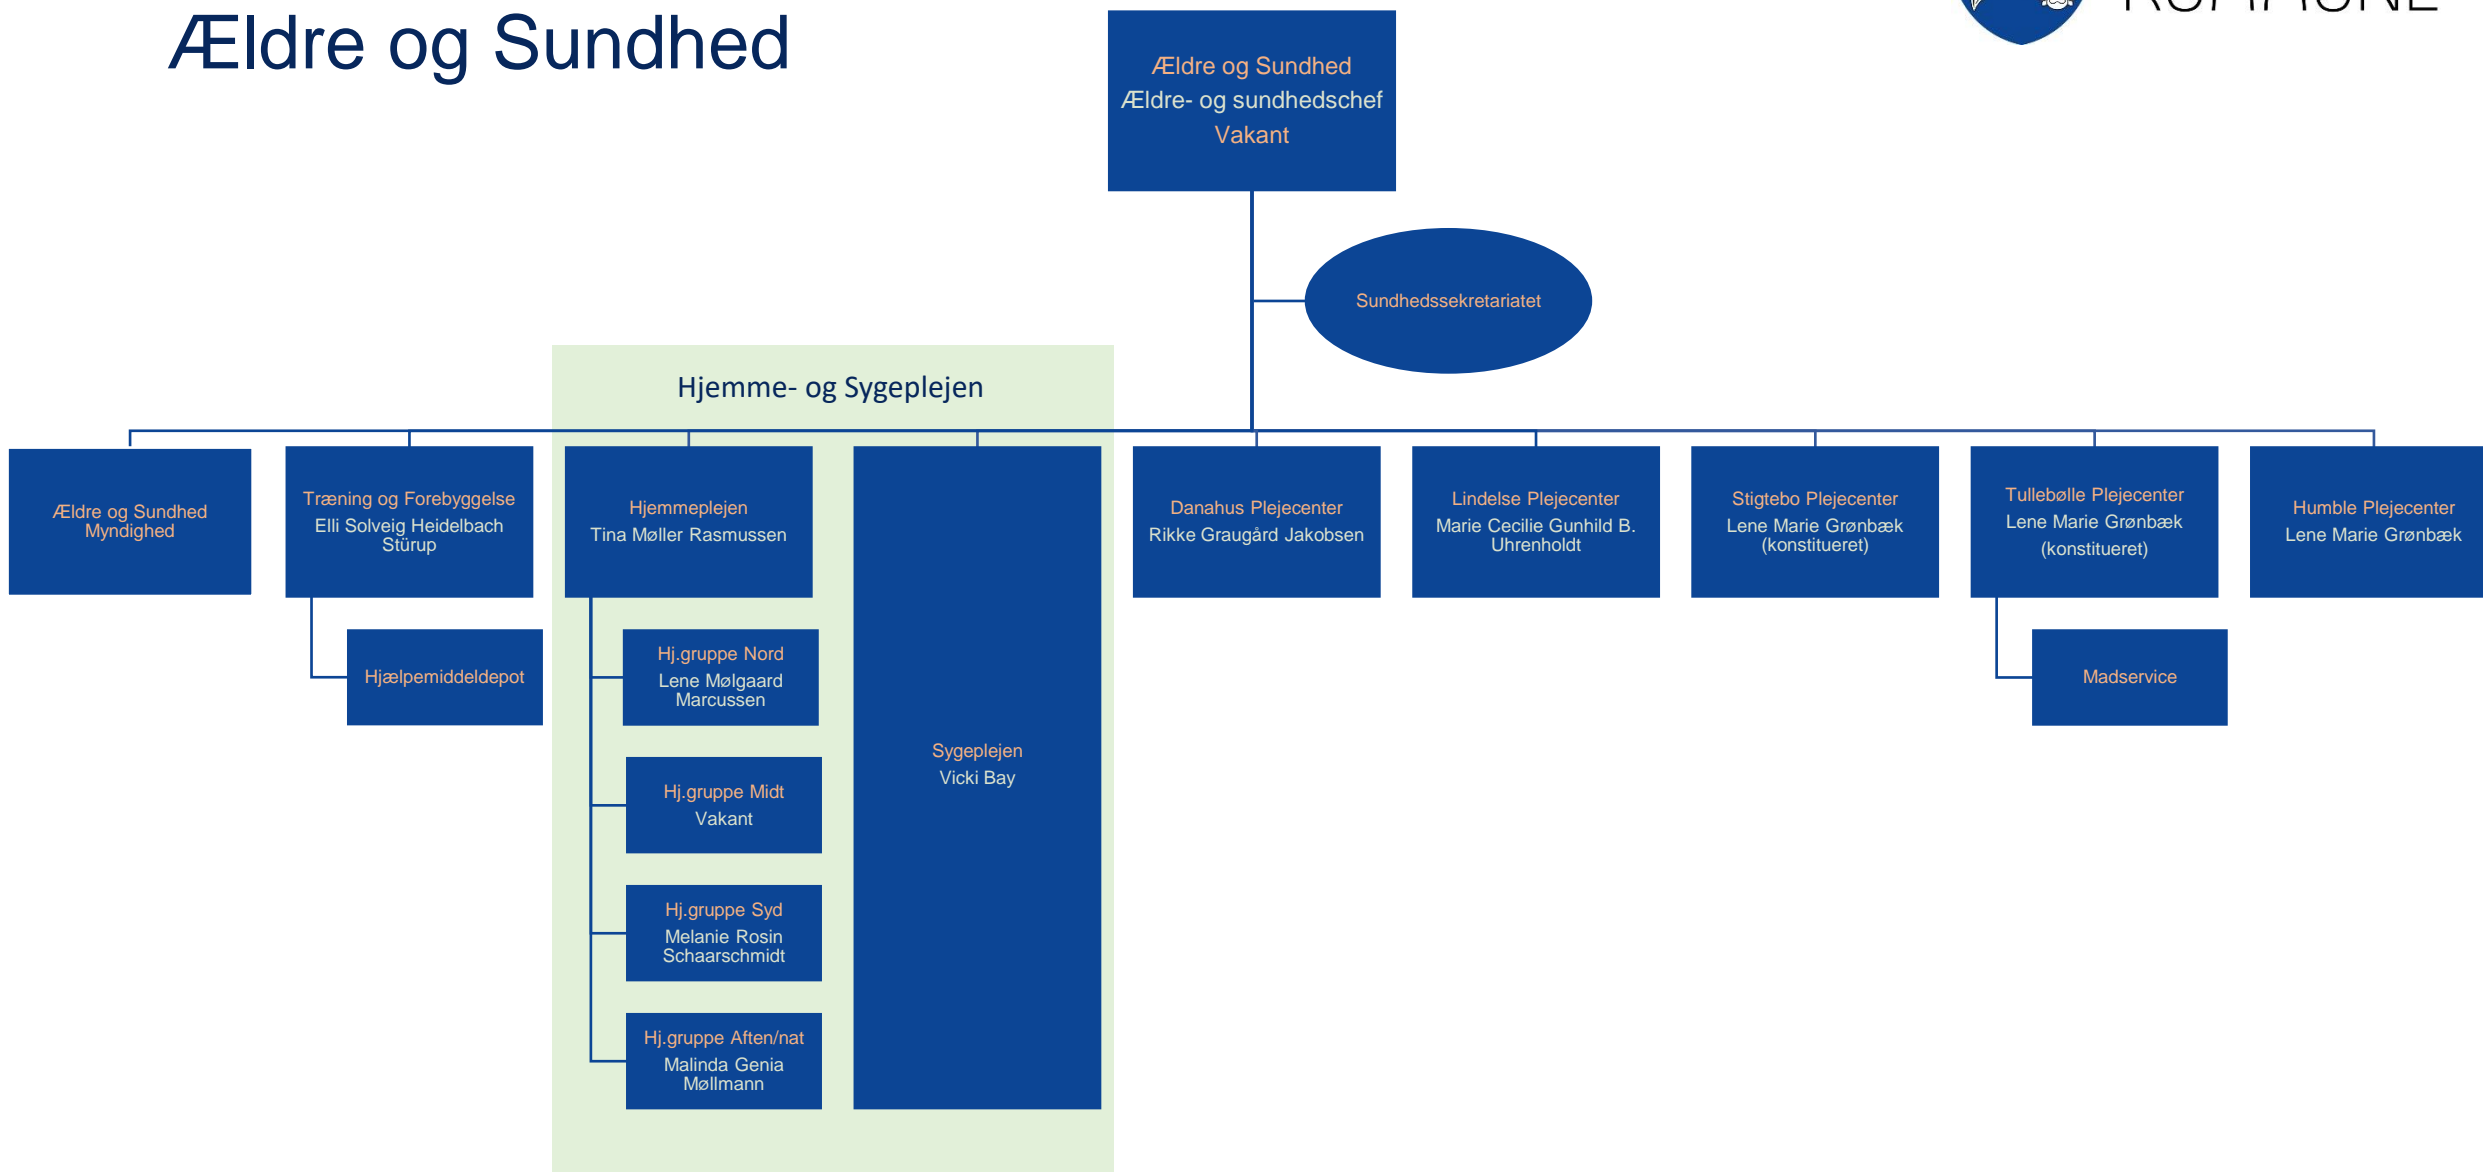 Ældre og Sundhed
Ældre og Sundhed
Ældre- og sundhedschef
Vakant
Sundhedssekretariatet
Hjemme- og Sygeplejen
Ældre og Sundhed
Myndighed
Træning og Forebyggelse
Elli Solveig Heidelbach
Stürup
Hjælpemiddeldepot
Hjemmeplejen
Tina Møller Rasmussen
Hj.gruppe Nord
Lene Mølgaard
Marcussen
Hj.gruppe Midt
Vakant
Hj.gruppe Syd
Melanie Rosin
Schaarschmidt
Hj.gruppe Aften/nat
Malinda Genia
Møllmann
Sygeplejen
Vicki Bay
Danahus Plejecenter
Rikke Graugård Jakobsen
Lindelse Plejecenter
Marie Cecilie Gunhild B.
Uhrenholdt
Stigtebo Plejecenter
Lene Marie Grønbæk
(konstitueret)
Tullebølle Plejecenter
Lene Marie Grønbæk
(konstitueret)
Madservice
Humble Plejecenter
Lene Marie Grønbæk